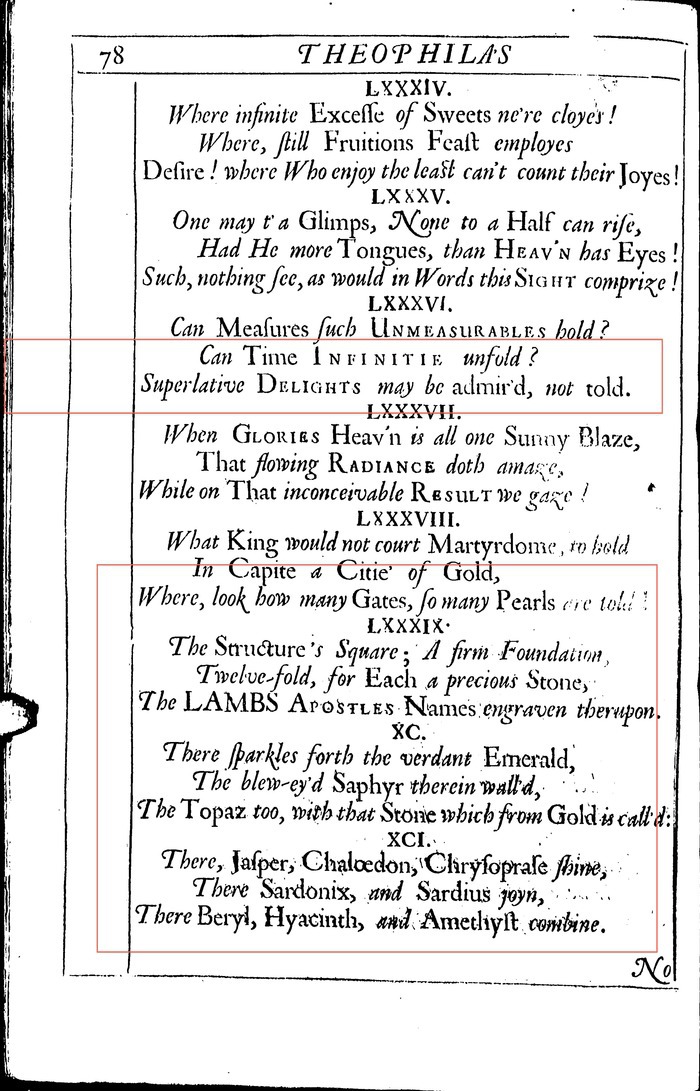 78 THEOPHILA'S
LXXXIV.
Where infinite Excesſe of Sweets ne're cloyes!
Where, ſtill Fruitions Feaſt employes
Deſire! where Who enjoy the leaſt can't count their Joyes!
LXXXV.
One may t'a Glimps, None to a Half can riſe,
Had He more Tongues, than HEAV'N has Eyes!
Such, nothing ſee, as would in Words this SIGHT comprize!
LXXXVI.
Can Meaſures ſuch UNMEASURABLES hold?
Can Time INFINITIE unfold?
Superlative DELIGHTS may be admir'd, not told.
LXXXVII.
When GLORIES Heav'n is all one Sunny Blaze,
That flowing RADIANCE doth amaze,
While on That inconceivable RESULT we gaze!
LXXXVIII.
What King would not court Martyrdome, to hold
In Capite a Citie' of Gold,
Where, look how many Gates, ſo many Pearls are told!
LXXXIX.
The Structure's Square; A firm Foundation,
Twelve-fold, for Each a precious Stone,
The LAMBS APOSTLES Names engraven therupon.
XC.
There ſparkles forth the verdant Emerald,
The blew-ey'd Saphyr therein wall'd,
The Topaz too, with that Stone which from Gold is call'd:
XCI.
There, Jaſper, Chalcedon, Chryſopraſe ſhine,
There Sardonix, and Sardius joyn,
There Beryl, Hyacinth, and Amethyſt combine.
No